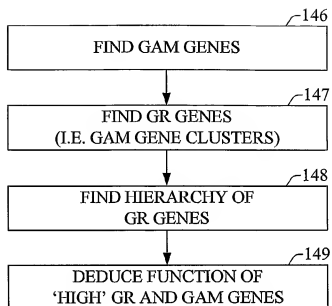 146
FIND GAM GENES
147
FIND GR GENES
(I.E. GAM GENE CLUSTERS)
148
FIND HIERARCHY OF
GR GENES
149
DEDUCE FUNCTION OF
'HIGH' GR AND GAM GENES